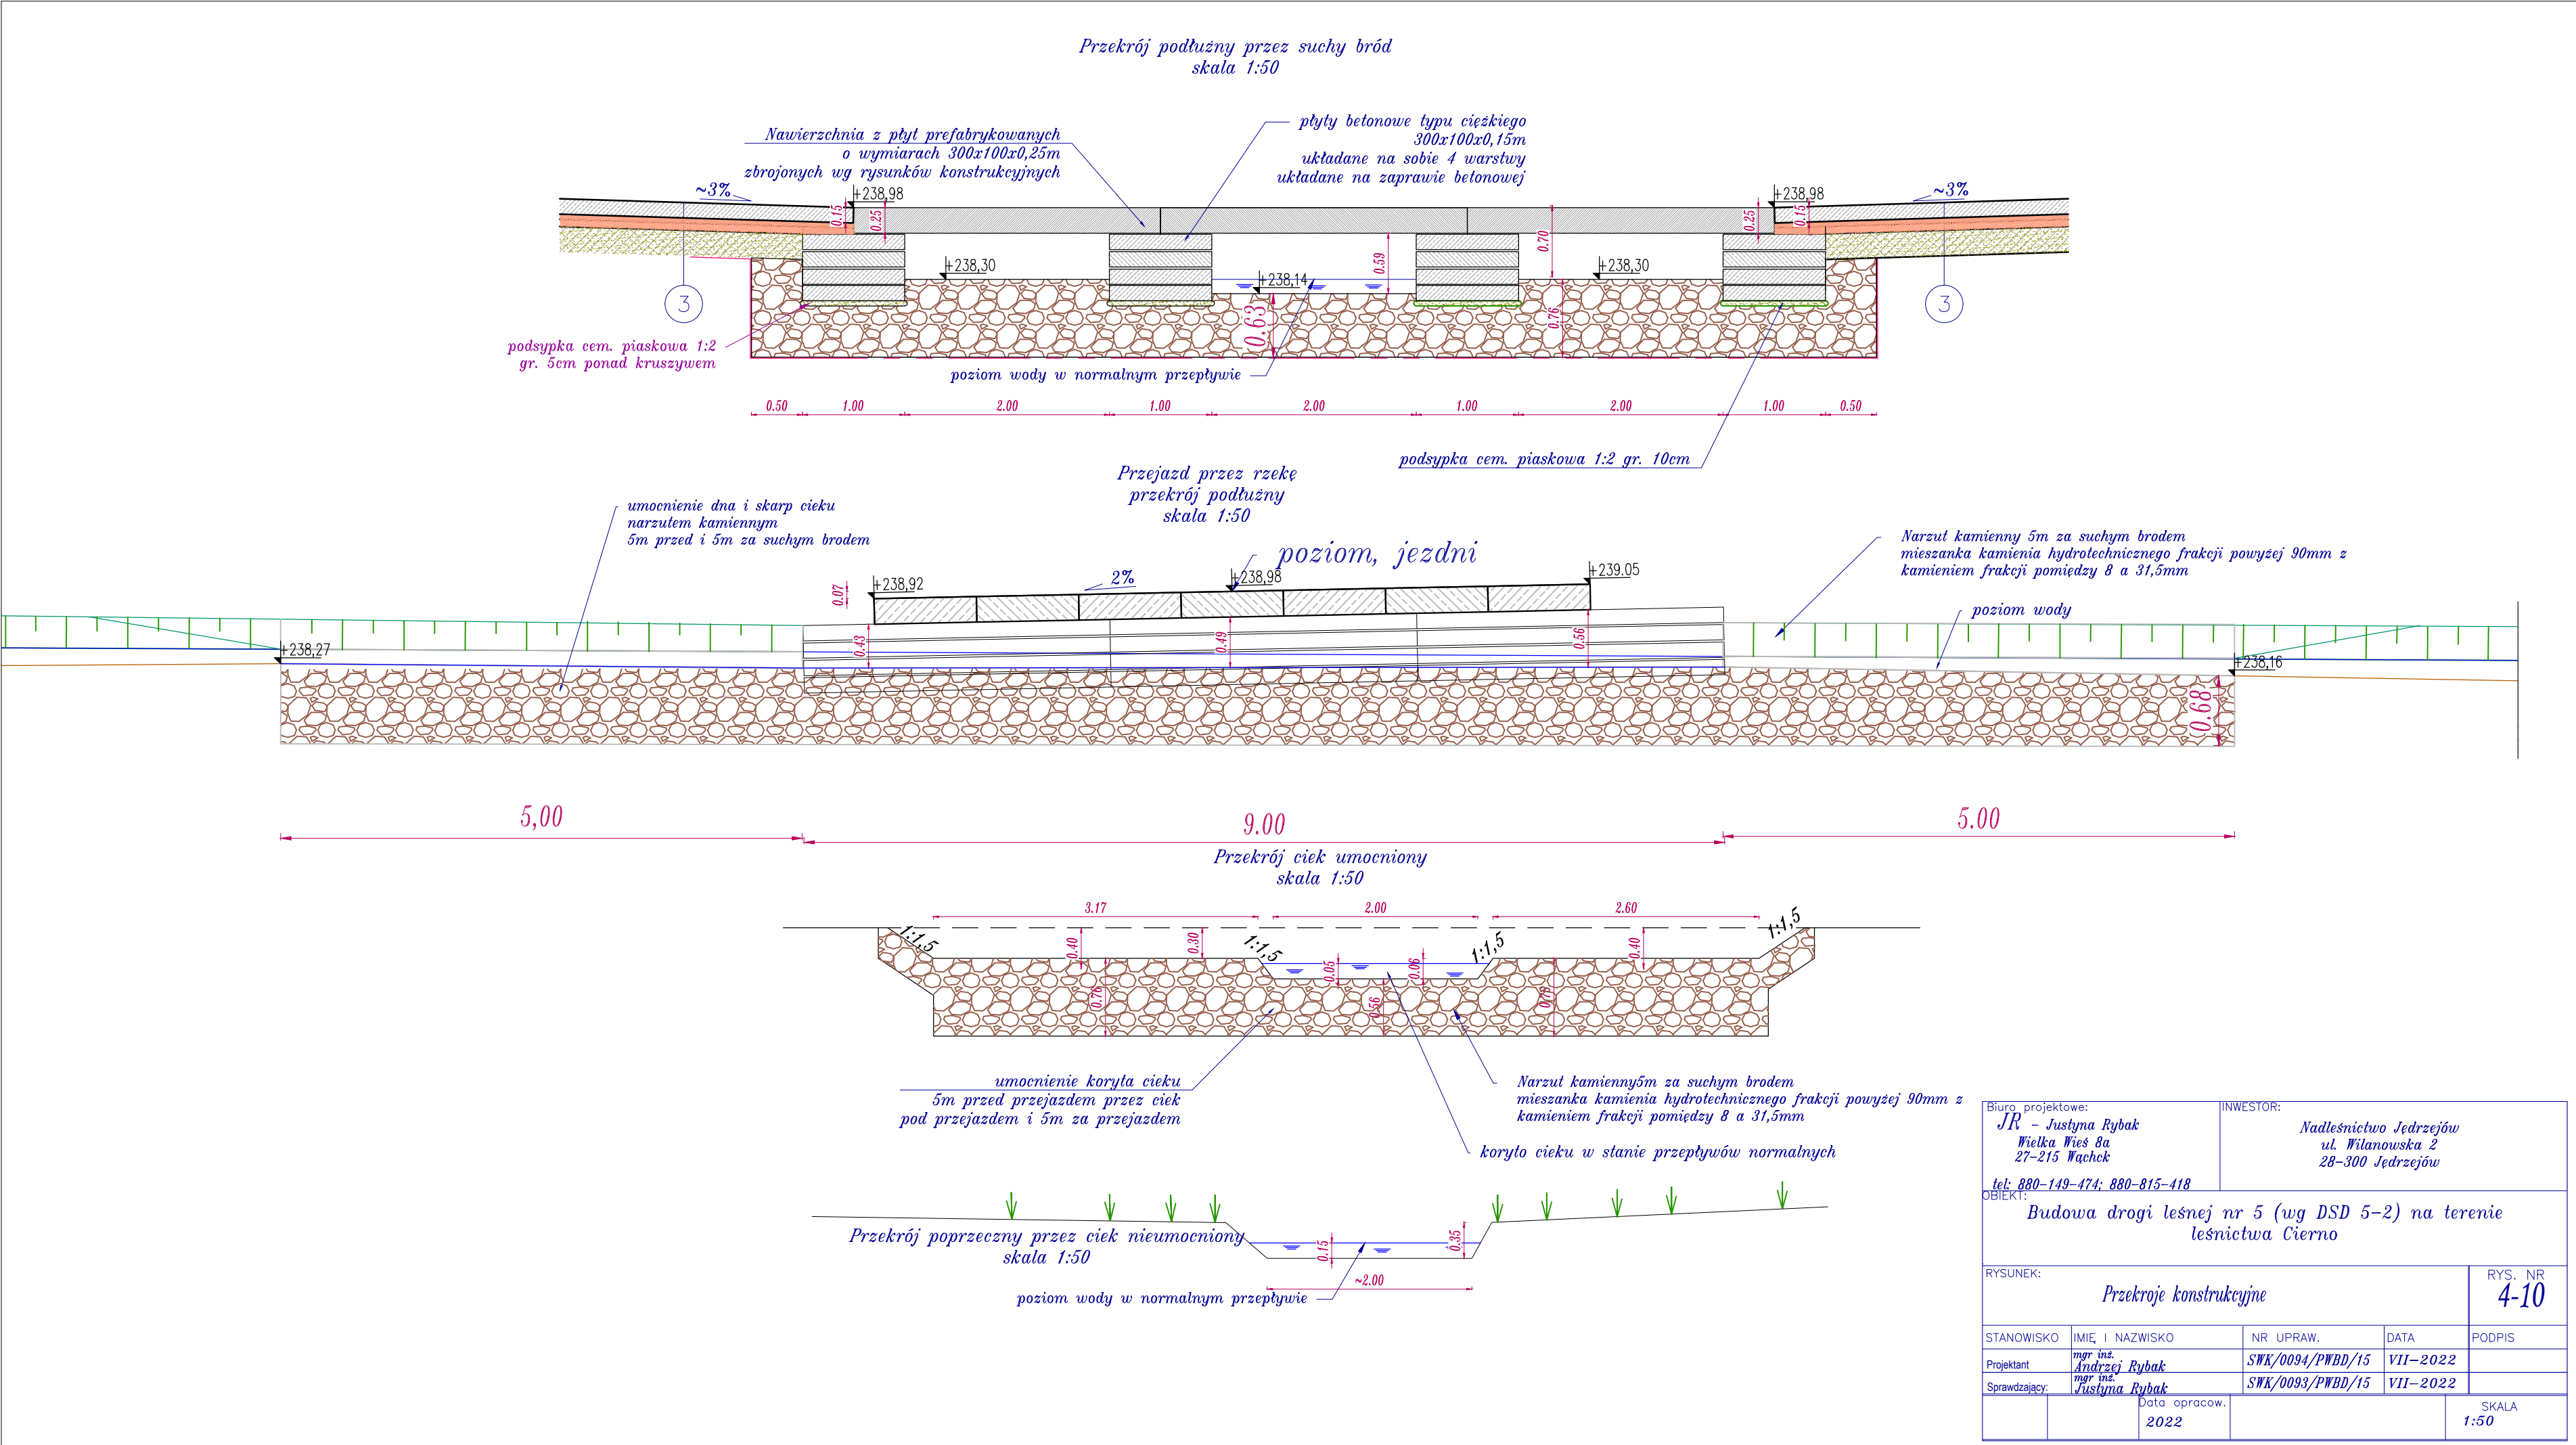 Przekrój podłużny przez suchy bród
skala 1:50
Nawierzchnia z płyt prefabrykowanych
o wymiarach 300x100x0,25m
zbrojonych wg rysunków konstrukcyjnych
płyty betonowe typu ciężkiego
300x100x0,15m
układane na sobie 4 warstwy
układane na zaprawie betonowej
~3%
+238,98
+238,98
~3%
0.15
0.25
0.25
0.15
0.70
0.59
+238,30
+238,14
+238,30
3
3
0.63
0.76
podsypka cem. piaskowa 1:2
gr. 5cm ponad kruszywem
poziom wody w normalnym przepływie
0.50
1.00
2.00
1.00
2.00
1.00
2.00
1.00
0.50
podsypka cem. piaskowa 1:2 gr. 10cm
Przejazd przez rzekę
przekrój podłużny
skala 1:50
umocnienie dna i skarp cieku
narzutem kamiennym
5m przed i 5m za suchym brodem
poziom, jezdni
Narzut kamienny 5m za suchym brodem
mieszanka kamienia hydrotechnicznego frakcji powyżej 90mm z
kamieniem frakcji pomiędzy 8 a 31,5mm
0.07
+238,92
2%
+238,98
+239.05
poziom wody
0.43
0.49
0.56
+238,27
+238,16
0.68
5,00
9.00
5.00
Przekrój ciek umocniony
skala 1:50
3.17
2.00
2.60
1:1,5
0.40
0.30
1:1,5
1:1,5
0.40
1:1,5
0.05
0.06
0.76
0.56
umocnienie koryta cieku
5m przed przejazdem przez ciek
pod przejazdem i 5m za przejazdem
Narzut kamienny5m za suchym brodem
mieszanka kamienia hydrotechnicznego frakcji powyżej 90mm z
kamieniem frakcji pomiędzy 8 a 31,5mm
koryto cieku w stanie przepływów normalnych
Przekrój poprzeczny przez ciek nieumocniony
skala 1:50
0.15
0.35
~2.00
poziom wody w normalnym przepływie
Biuro projektowe:
JR - Justyna Rybak
Wielka Wieś 8a
27-215 Wąchck
tel: 880-149-474; 880-815-418
INWESTOR:
Nadleśnictwo Jędrzejów
ul. Wilanowska 2
28-300 Jędrzejów
OBIEKT:
Budowa drogi leśnej nr 5 (wg DSD 5-2) na terenie
leśnictwa Cierno
RYSUNEK:
Przekroje konstrukcyjne
RYS. NR
4-10
STANOWISKO IMIĘ I NAZWISKO NR UPRAW. DATA PODPIS
Projektant mgr inż. Andrzej Rybak SWK/0094/PWBD/15 VII-2022
Sprawdzający: mgr inż. Justyna Rybak SWK/0093/PWBD/15 VII-2022
Data opracow.
2022
SKALA
1:50